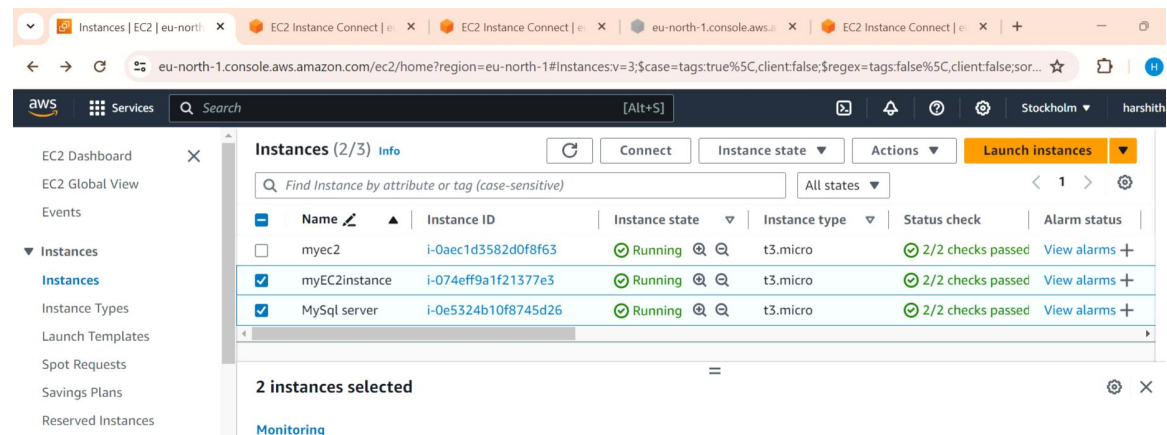 Instances | EC2 | eu-north
EC2 Instance Connect | e
EC2 Instance Connect | e
eu-north-1.console.aws.a
EC2 Instance Connect | e
eu-north-1.console.aws.amazon.com/ec2/home?region=eu-north-1#Instances:v=3;$case=tags:true%5C,client:false;$regex=tags:false%5C,client:false;sor...
H
aws Services Search [Alt+S] Stockholm harshith
EC2 Dashboard
EC2 Global View
Events
Instances
Instances
Instance Types
Launch Templates
Spot Requests
Savings Plans
Reserved Instances
Instances (2/3) Info Connect Instance state Actions Launch instances
Find Instance by attribute or tag (case-sensitive) All states 1
Name Instance ID Instance state Instance type Status check Alarm status
myec2 i-0aec1d3582d0f8f63 Running t3.micro 2/2 checks passed View alarms +
myEC2instance i-074eff9a1f21377e3 Running t3.micro 2/2 checks passed View alarms +
MySql server i-0e5324b10f8745d26 Running t3.micro 2/2 checks passed View alarms +
2 instances selected
Monitoring